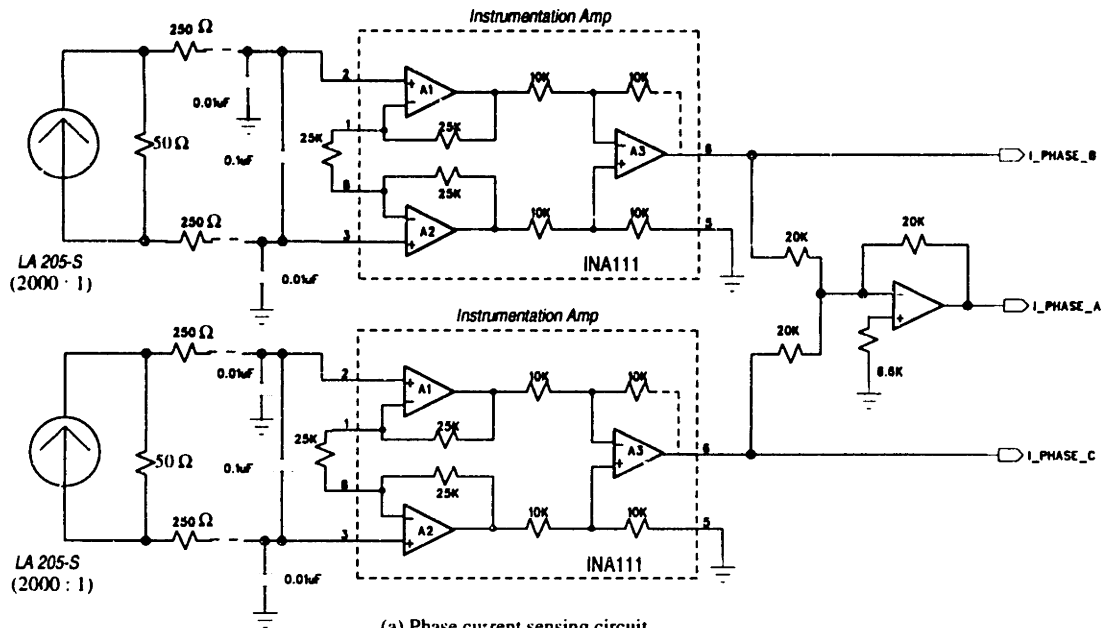 Instrumentation Amp
250 Ω
0.01uF
50 Ω
0.1uF
250 Ω
0.01uF
LA 205-S
(2000 : 1)
2
1
25K
8
3
A1
25K
25K
A2
10K
10K
A3
10K
10K
6
5
INA111
I_PHASE_B
20K
20K
20K
6.6K
I_PHASE_A
Instrumentation Amp
250 Ω
0.01uF
50 Ω
0.1uF
250 Ω
0.01uF
LA 205-S
(2000 : 1)
2
1
25K
8
3
A1
25K
25K
A2
10K
10K
A3
10K
10K
6
5
INA111
I_PHASE_C
(a) Phase current sensing circuit